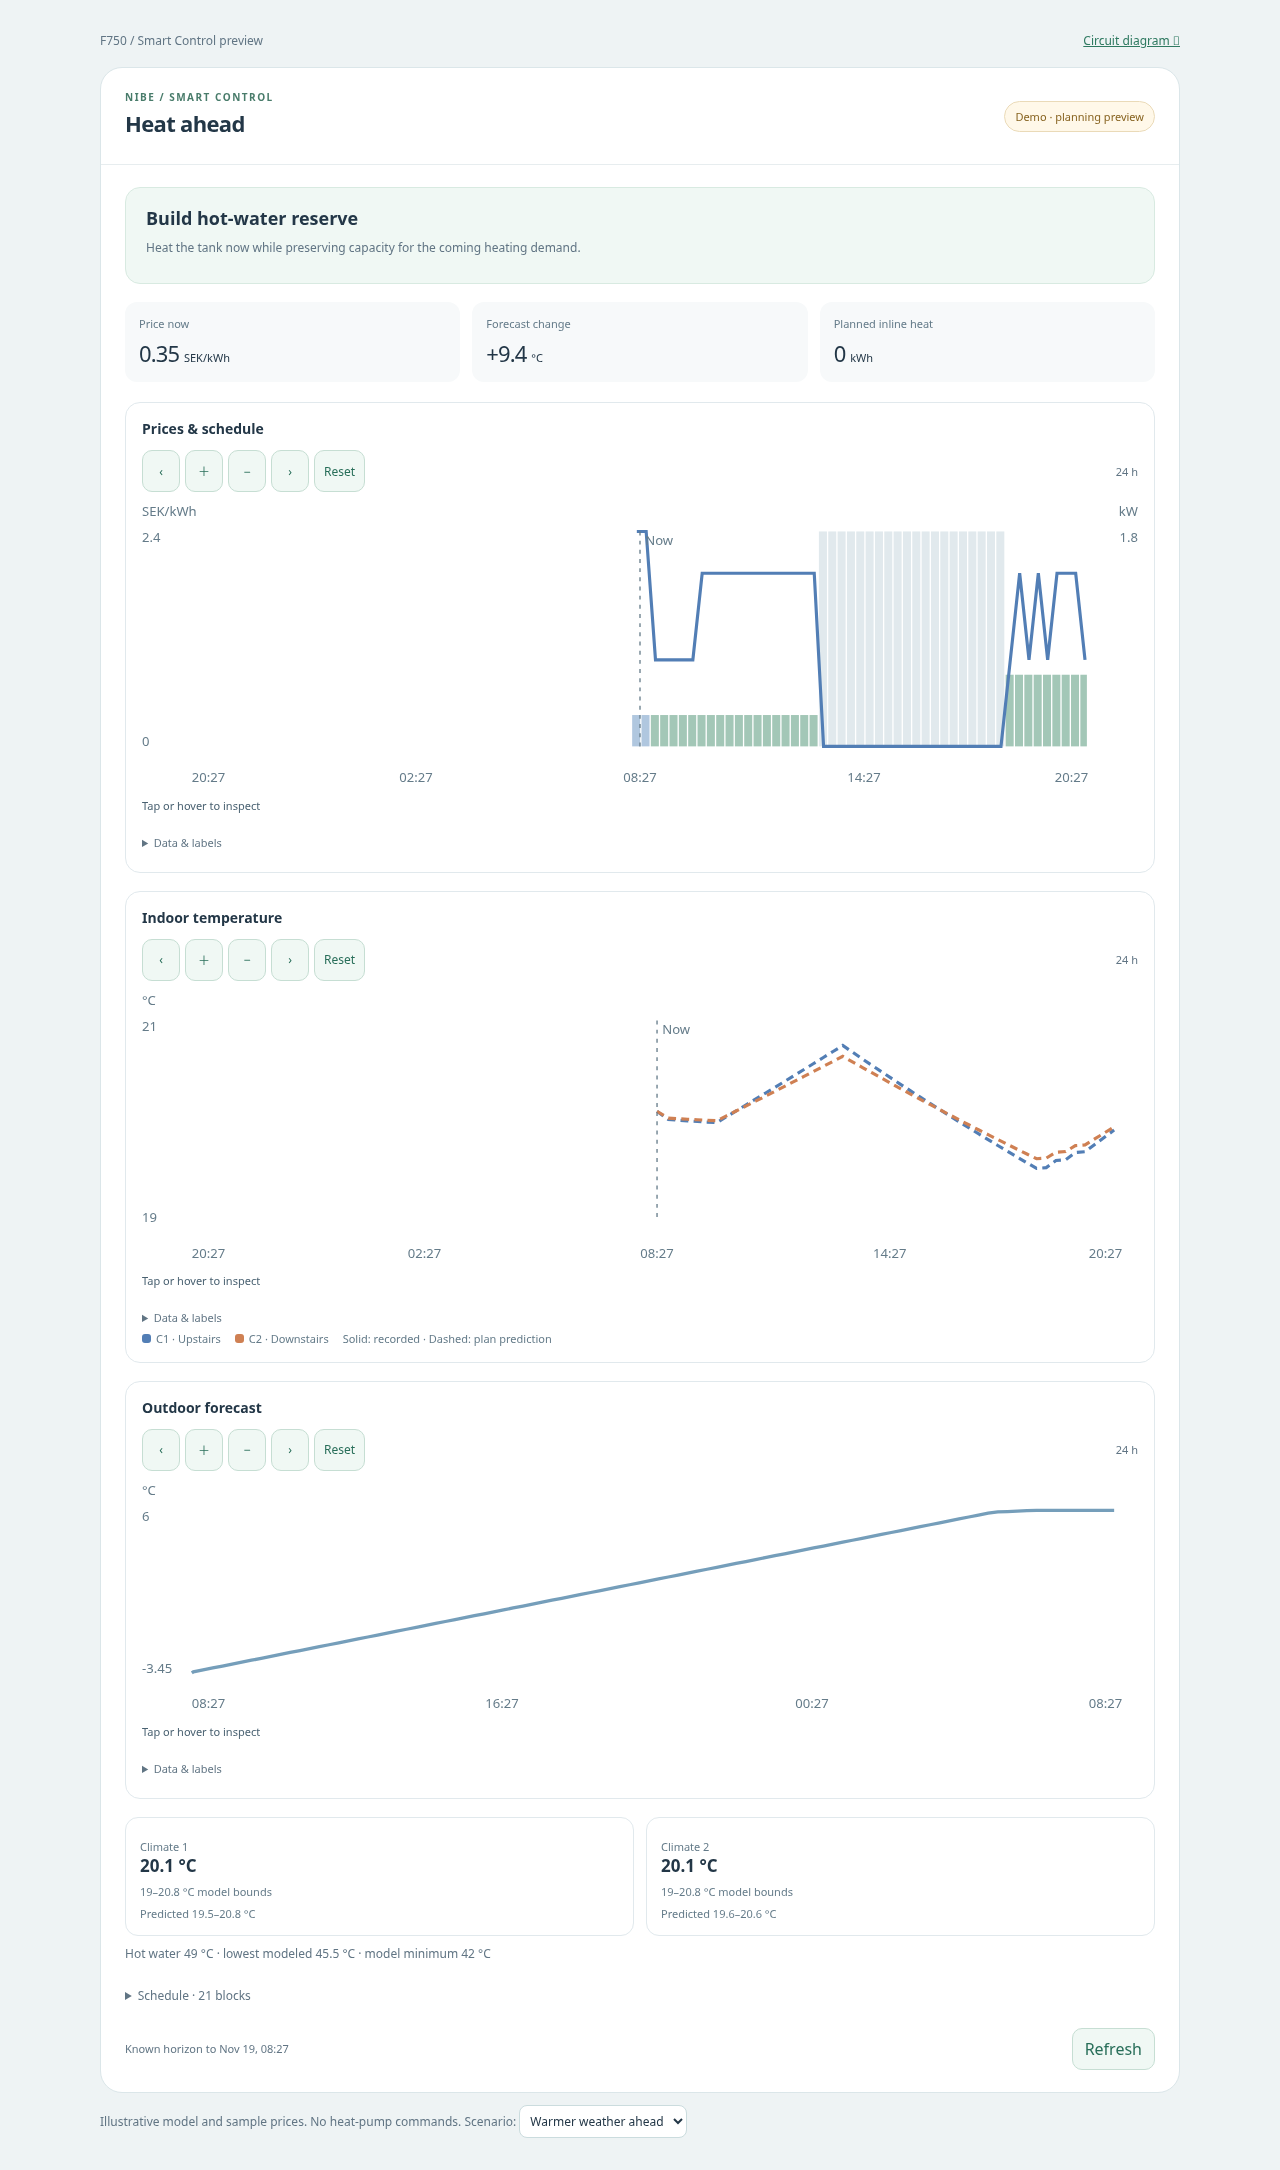 F750 / Smart Control preview
Circuit diagram
NIBE / SMART CONTROL
Heat ahead
Demo · planning preview
Build hot-water reserve
Heat the tank now while preserving capacity for the coming heating demand.
Price now
0.35 SEK/kWh
Forecast change
+9.4 °C
Planned inline heat
0 kWh
Prices & schedule
‹ + − › Reset
24 h
SEK/kWh
kW
2.4
1.8
Now
0
20:27 02:27 08:27 14:27 20:27
Tap or hover to inspect
▶ Data & labels
Indoor temperature
‹ + − › Reset
24 h
°C
21
Now
19
20:27 02:27 08:27 14:27 20:27
Tap or hover to inspect
▶ Data & labels
C1 · Upstairs C2 · Downstairs Solid: recorded · Dashed: plan prediction
Outdoor forecast
‹ + − › Reset
24 h
°C
6
-3.45
08:27 16:27 00:27 08:27
Tap or hover to inspect
▶ Data & labels
Climate 1
20.1 °C
19–20.8 °C model bounds
Predicted 19.5–20.8 °C
Climate 2
20.1 °C
19–20.8 °C model bounds
Predicted 19.6–20.6 °C
Hot water 49 °C · lowest modeled 45.5 °C · model minimum 42 °C
▶ Schedule · 21 blocks
Known horizon to Nov 19, 08:27
Refresh
Illustrative model and sample prices. No heat-pump commands. Scenario: Warmer weather ahead